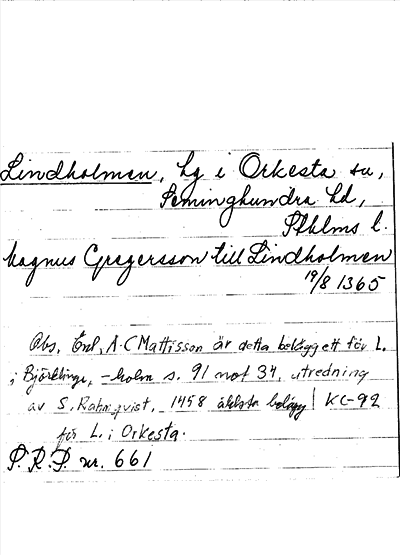 Lindholmen, hg i Orkesta sn,
Seminghundra hd,
Sthlms l.
Magnus Gregersson till Lindholmen
19/8 1365
Obs, Enl, A-C Mattisson är detta belägg ett för L.
i Björklinge, -holm s. 91 not 34, utredning
av S. Rahmqvist, 1458 äldsta belägg! KC-92
för L. i Orkesta.
P.R.P. nr. 661